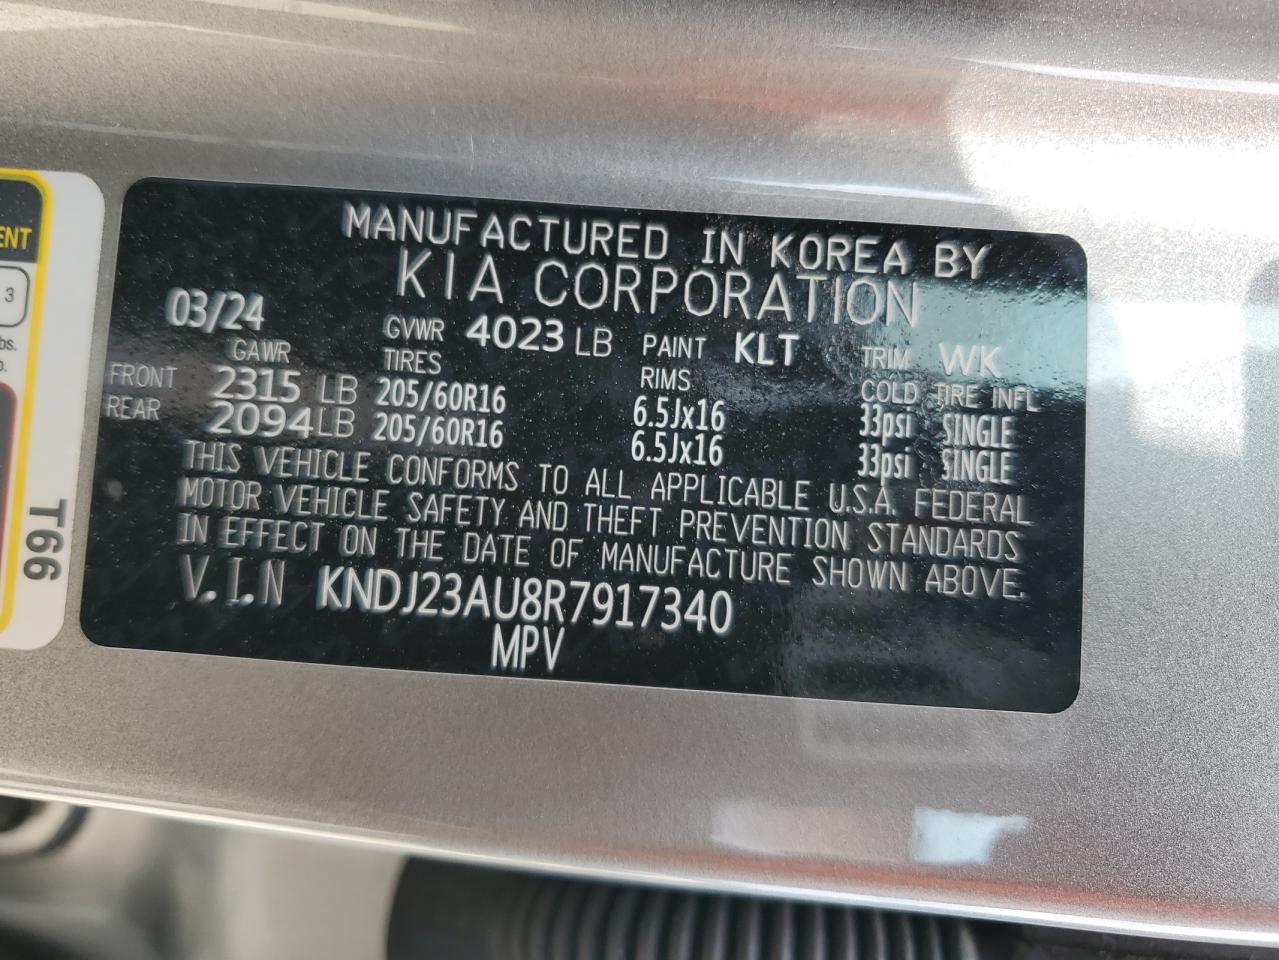 MANUFACTURED IN KOREA BY
KIA CORPORATION
03/24 GVWR 4023 LB PAINT KLT TRIM WK
GAWR TIRES RIMS COLD TIRE INFL
FRONT 2315 LB 205/60R16 6.5Jx16 33psi SINGLE
REAR 2094 LB 205/60R16 6.5Jx16 33psi SINGLE
THIS VEHICLE CONFORMS TO ALL APPLICABLE U.S.A. FEDERAL
MOTOR VEHICLE SAFETY AND THEFT PREVENTION STANDARDS
IN EFFECT ON THE DATE OF MANUFACTURE SHOWN ABOVE.
V.I.N KNDJ23AU8R7917340
MPV
3
T66